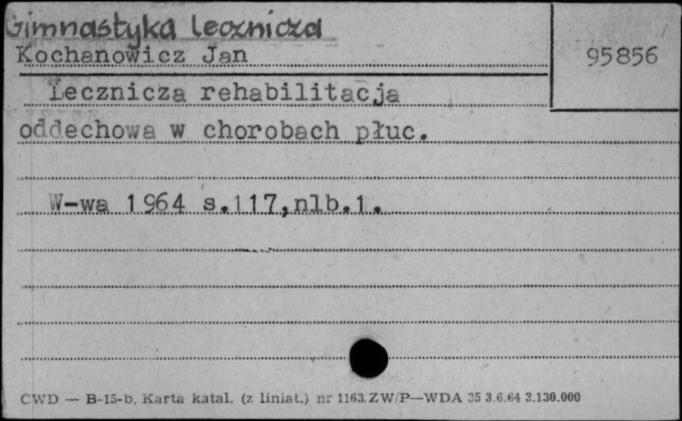 Gimnastyka lecznicza
Kochanowicz Jan
95856
Lecznicza rehabilitacja
oddechowa w chorobach płuc.
W-wa 1964 s.117,nlb.1.
CWD — B-15-b, Karta katal. (z liniat.) nr 1163 ZW/P—WDA 35 3.6.64 3.130.000